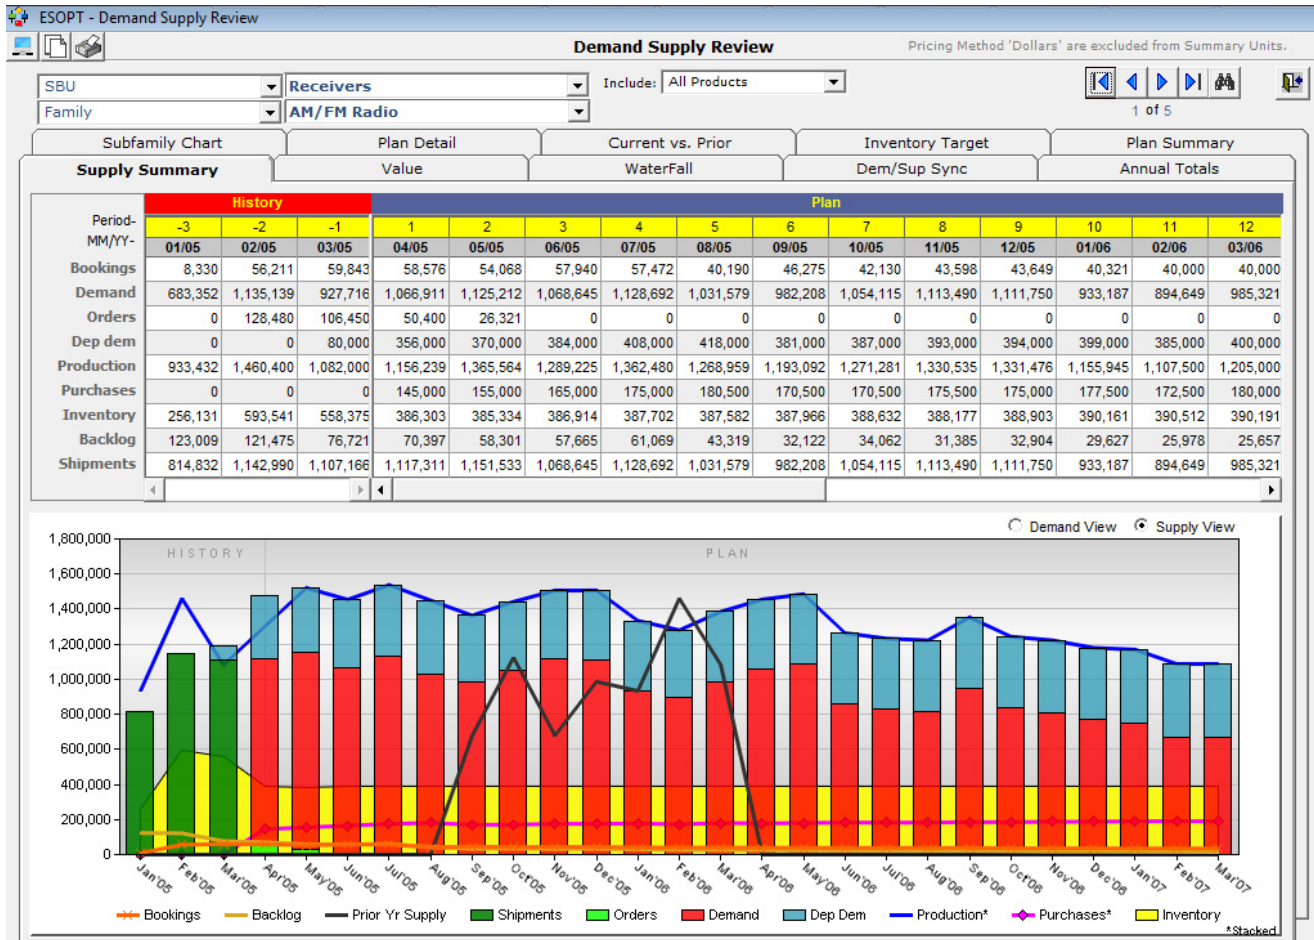 ESOPT - Demand Supply Review
Demand Supply Review
Pricing Method 'Dollars' are excluded from Summary Units.
SBU Receivers Include: All Products
Family AM/FM Radio 1 of 5
Subfamily Chart Plan Detail Current vs. Prior Inventory Target Plan Summary
Supply Summary Value WaterFall Dem/Sup Sync Annual Totals
History Plan
Period- -3 -2 -1 1 2 3 4 5 6 7 8 9 10 11 12
MM/YY- 01/05 02/05 03/05 04/05 05/05 06/05 07/05 08/05 09/05 10/05 11/05 12/05 01/06 02/06 03/06
Bookings 8,330 56,211 59,843 58,576 54,068 57,940 57,472 40,190 46,275 42,130 43,598 43,649 40,321 40,000 40,000
Demand 683,352 1,135,139 927,716 1,066,911 1,125,212 1,068,645 1,128,692 1,031,579 982,208 1,054,115 1,113,490 1,111,750 933,187 894,649 985,321
Orders 0 128,480 106,450 50,400 26,321 0 0 0 0 0 0 0 0 0 0
Dep dem 0 0 80,000 356,000 370,000 384,000 408,000 418,000 381,000 387,000 393,000 394,000 399,000 385,000 400,000
Production 933,432 1,460,400 1,082,000 1,156,239 1,365,564 1,289,225 1,362,480 1,268,959 1,193,092 1,271,281 1,330,535 1,331,476 1,155,945 1,107,500 1,205,000
Purchases 0 0 0 145,000 155,000 165,000 175,000 180,500 170,500 170,500 175,500 175,000 177,500 172,500 180,000
Inventory 256,131 593,541 558,375 386,303 385,334 386,914 387,702 387,582 387,966 388,632 388,177 388,903 390,161 390,512 390,191
Backlog 123,009 121,475 76,721 70,397 58,301 57,665 61,069 43,319 32,122 34,062 31,385 32,904 29,627 25,978 25,657
Shipments 814,832 1,142,990 1,107,166 1,117,311 1,151,533 1,068,645 1,128,692 1,031,579 982,208 1,054,115 1,113,490 1,111,750 933,187 894,649 985,321
Demand View Supply View
HISTORY PLAN
1,800,000
1,600,000
1,400,000
1,200,000
1,000,000
800,000
600,000
400,000
200,000
0
Jan'05 Feb'05 Mar'05 Apr'05 May'05 Jun'05 Jul'05 Aug'05 Sep'05 Oct'05 Nov'05 Dec'05 Jan'06 Feb'06 Mar'06 Apr'06 May'06 Jun'06 Jul'06 Aug'06 Sep'06 Oct'06 Nov'06 Dec'06 Jan'07 Feb'07 Mar'07
Bookings Backlog Prior Yr Supply Shipments Orders Demand Dep Dem Production* Purchases* Inventory
*Stacked